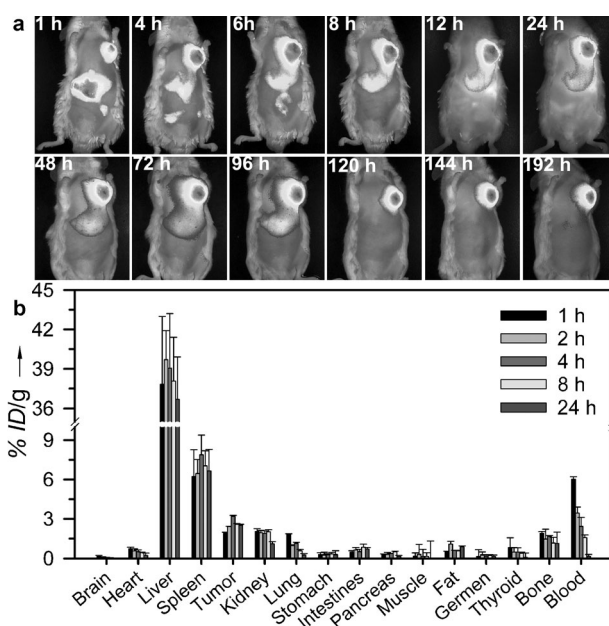 a
1 h 4 h 6h 8 h 12 h 24 h
48 h 72 h 96 h 120 h 144 h 192 h
b
45
42
39
36
9
6
3
0
% ID/g →
1 h
2 h
4 h
8 h
24 h
Brain
Heart
Liver
Spleen
Tumor
Kidney
Lung
Stomach
Intestines
Pancreas
Muscle
Fat
Germen
Thyroid
Bone
Blood